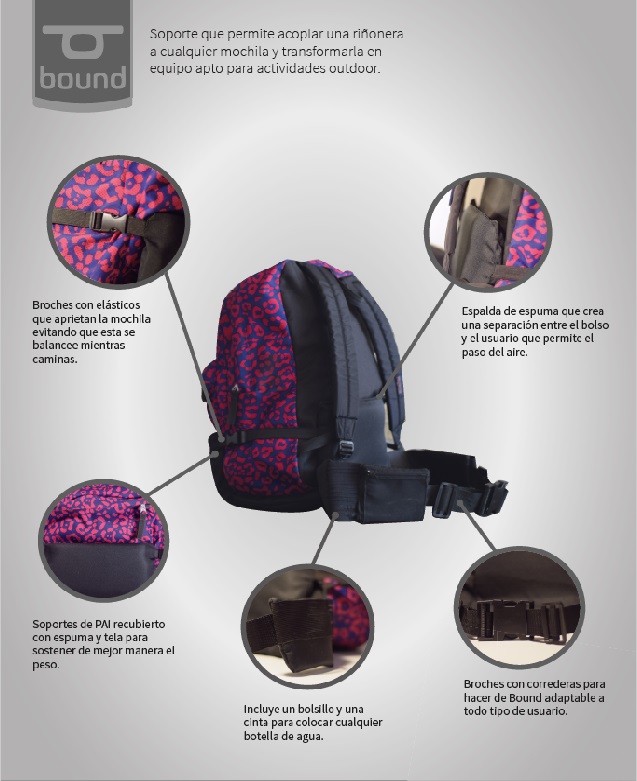 bound
Soporte que permite acoplar una riñonera
a cualquier mochila y transformarla en
equipo apto para actividades outdoor.
Broches con elásticos
que aprietan la mochila
evitando que esta se
balancee mientras
caminas.
Espalda de espuma que crea
una separación entre el bolso
y el usuario que permite el
paso del aire.
Soportes de PAI recubierto
con espuma y tela para
sostener de mejor manera el
peso.
Incluye un bolsillo y una
cinta para colocar cualquier
botella de agua.
Broches con correderas para
hacer de Bound adaptable a
todo tipo de usuario.